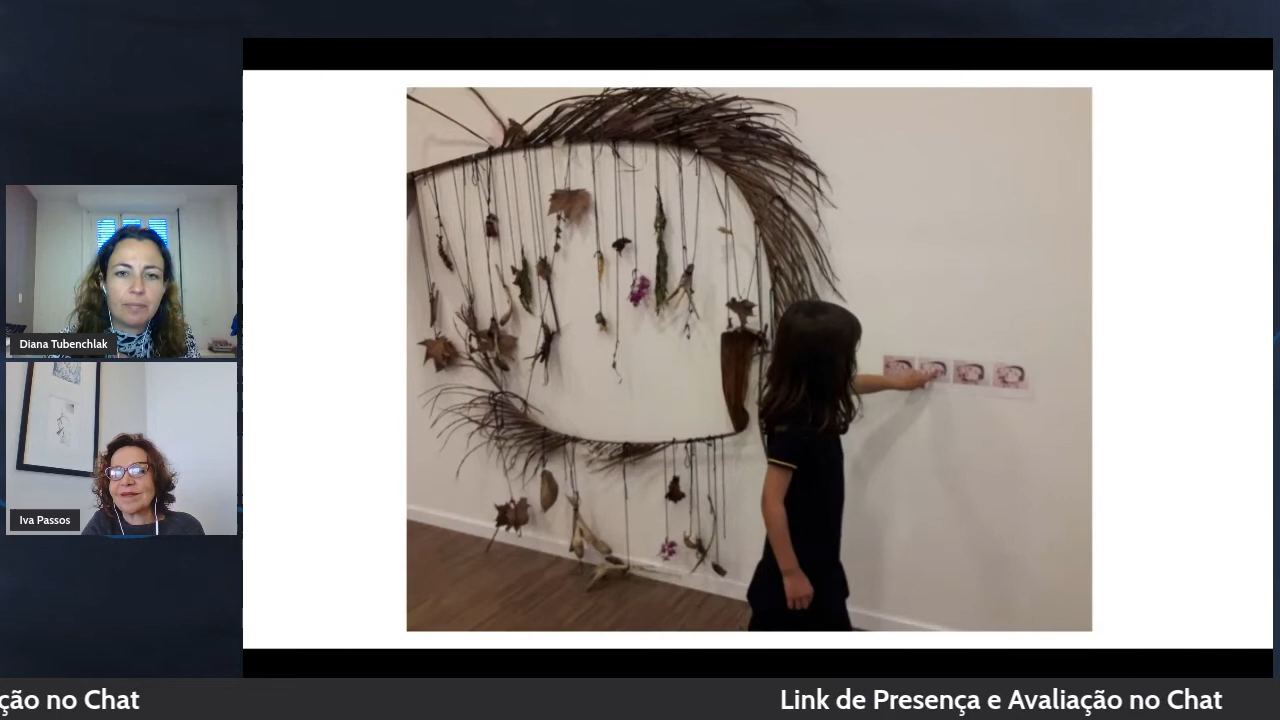 Diana Tubenchlak
Iva Passos
ção no Chat
Link de Presença e Avaliação no Chat